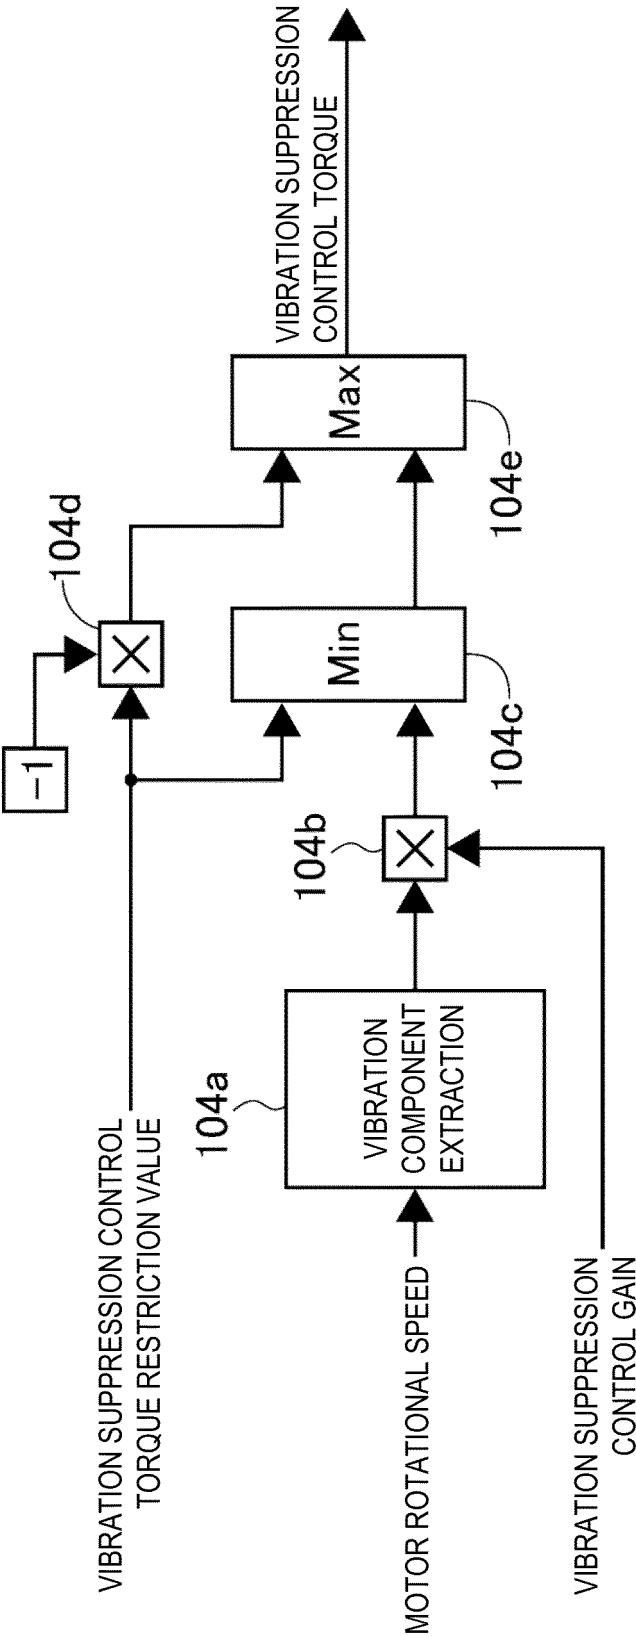 VIBRATION SUPPRESSION CONTROL
TORQUE RESTRICTION VALUE
-1
104d
104a
VIBRATION
COMPONENT
EXTRACTION
MOTOR ROTATIONAL SPEED
104b
VIBRATION SUPPRESSION
CONTROL GAIN
Min
104c
Max
104e
VIBRATION SUPPRESSION
CONTROL TORQUE